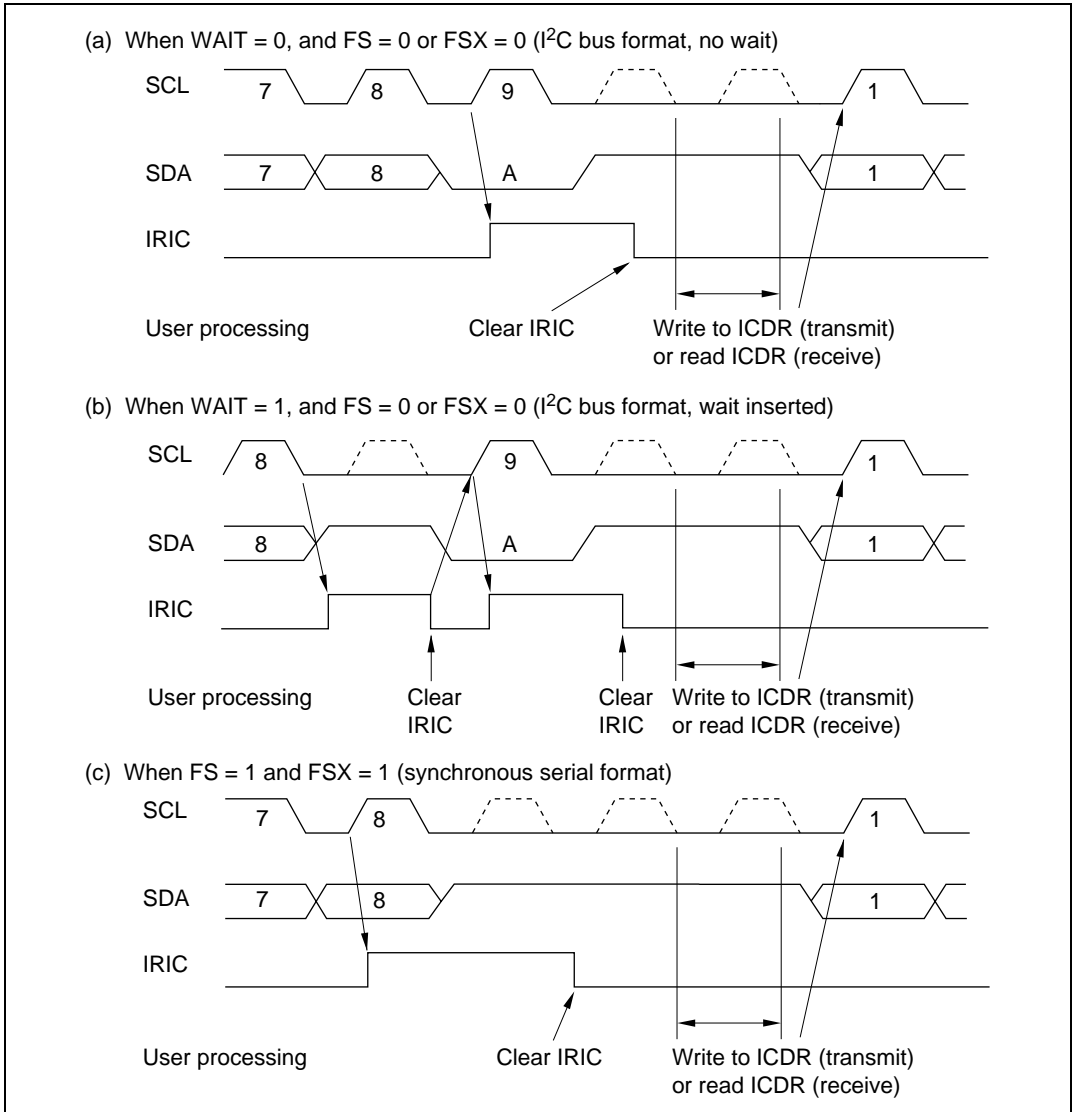 (a) When WAIT = 0, and FS = 0 or FSX = 0 (I²C bus format, no wait)
SCL 7 8 9 1
SDA 7 8 A 1
IRIC
User processing Clear IRIC Write to ICDR (transmit)
or read ICDR (receive)
(b) When WAIT = 1, and FS = 0 or FSX = 0 (I²C bus format, wait inserted)
SCL 8 9 1
SDA 8 A 1
IRIC
User processing Clear Clear Write to ICDR (transmit)
IRIC IRIC or read ICDR (receive)
(c) When FS = 1 and FSX = 1 (synchronous serial format)
SCL 7 8 1
SDA 7 8 1
IRIC
User processing Clear IRIC Write to ICDR (transmit)
or read ICDR (receive)